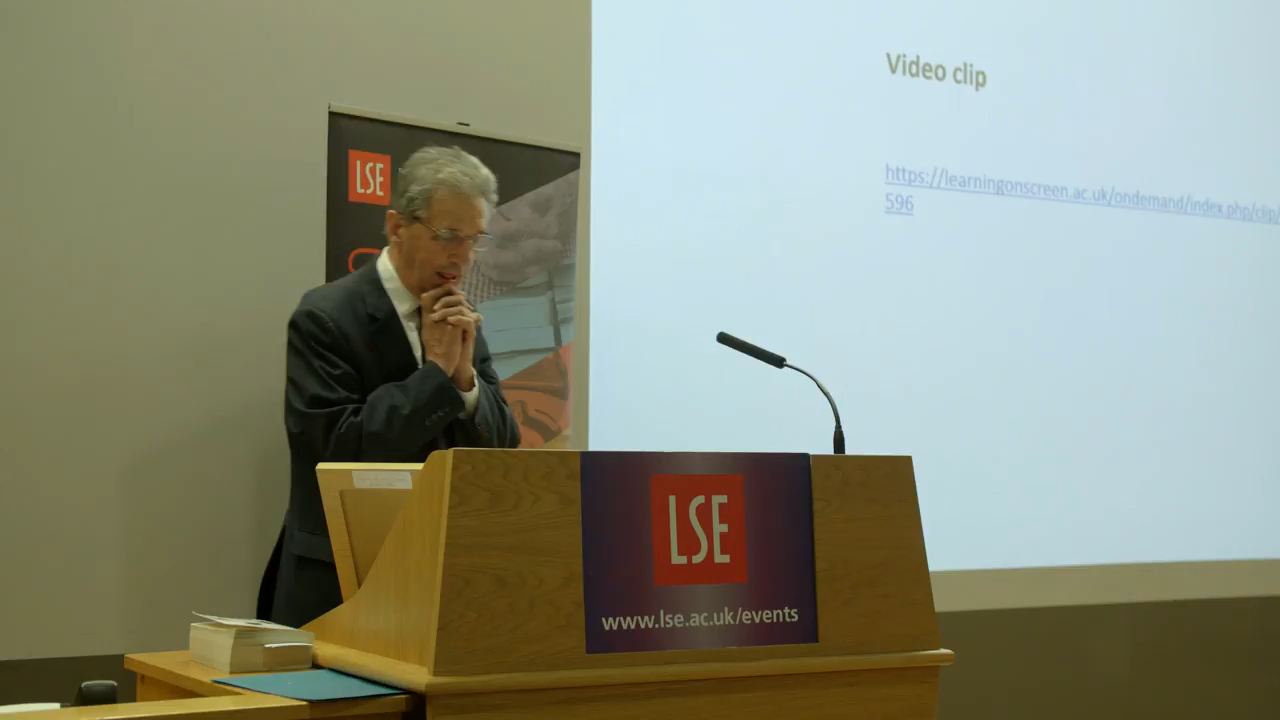 Video clip
https://learningonscreen.ac.uk/ondemand/index.php/clip/
596
LSE
LSE
www.lse.ac.uk/events